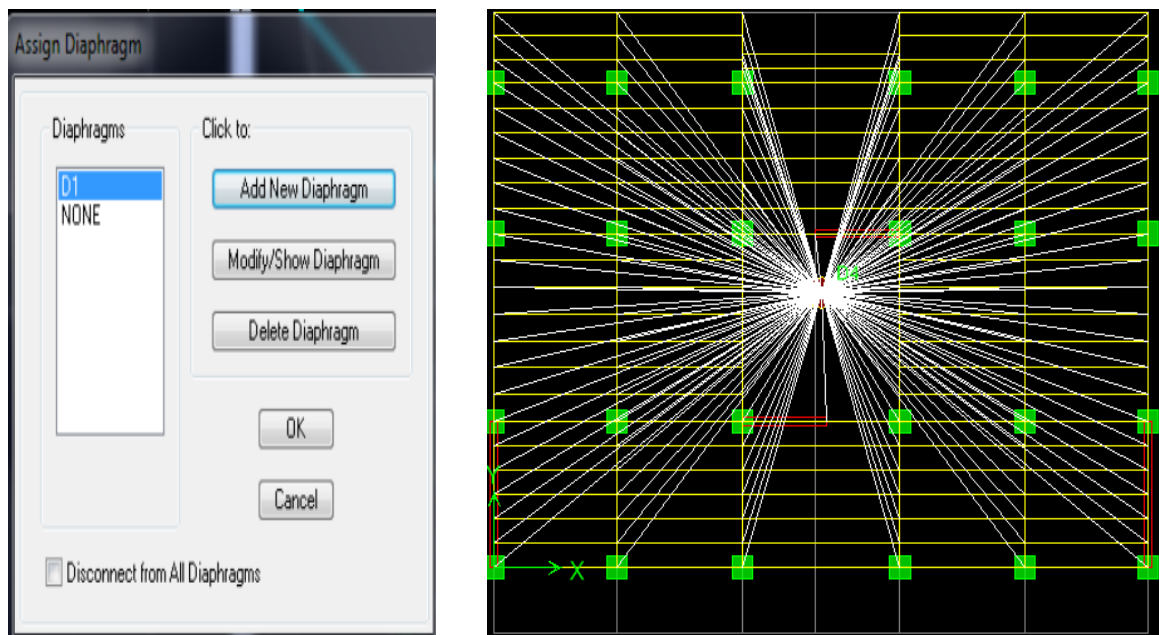 Assign Diaphragm
Diaphragms
D1
NONE
Click to:
Add New Diaphragm
Modify/Show Diaphragm
Delete Diaphragm
OK
Cancel
Disconnect from All Diaphragms
D1
Y
X